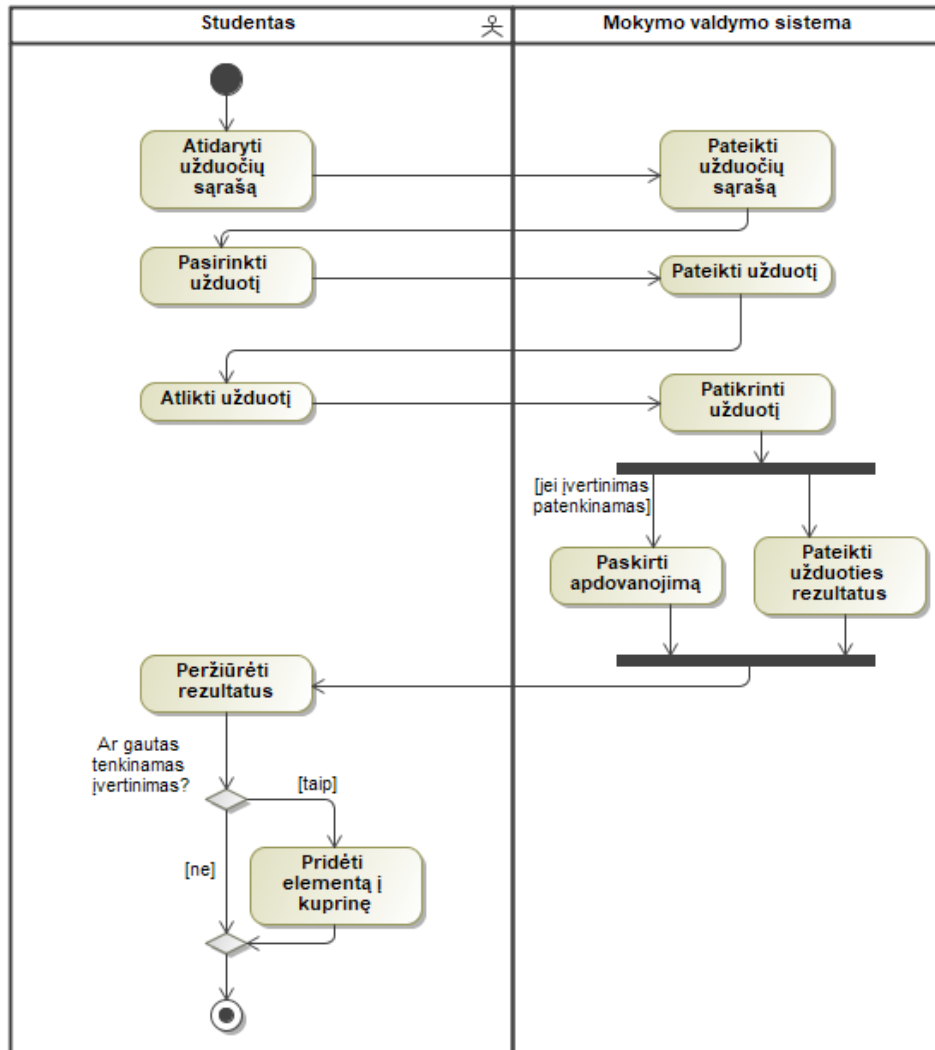 Studentas
Mokymo valdymo sistema
Atidaryti
užduočių
sąrašą
Pateikti
užduočių
sąrašą
Pasirinkti
užduotį
Pateikti užduotį
Atlikti užduotį
Patikrinti
užduotį
[jei įvertinimas
patenkinamas]
Paskirti
apdovanojimą
Pateikti
užduoties
rezultatus
Peržiūrėti
rezultatus
Ar gautas
tenkinamas
įvertinimas?
[taip]
[ne]
Pridėti
elementą į
kuprinę